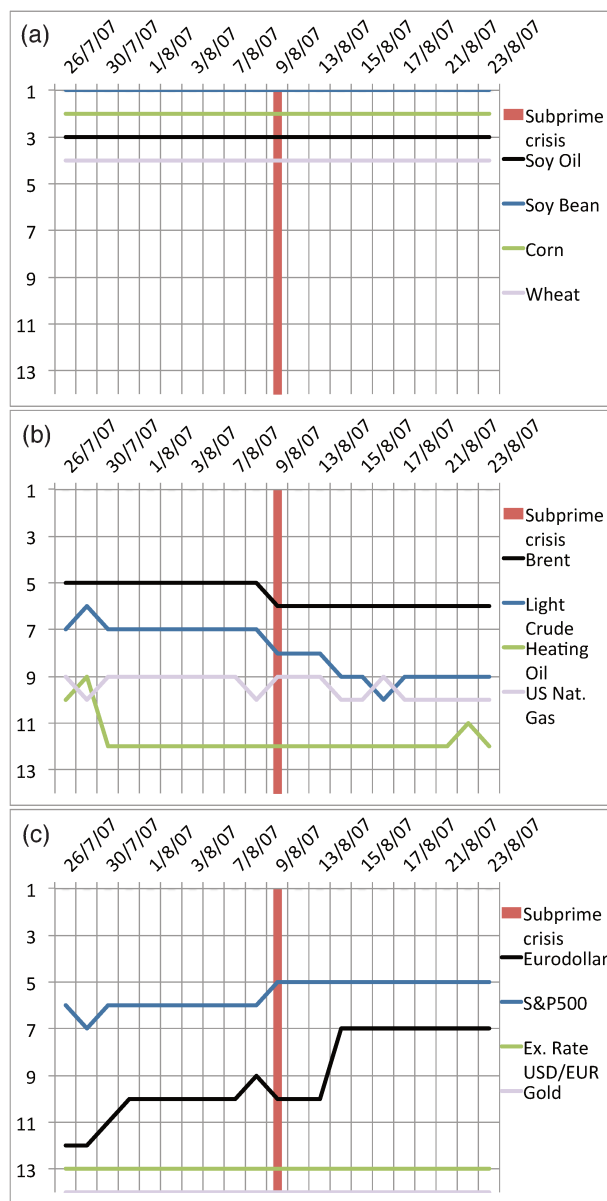 (a)
26/7/07 30/7/07 1/8/07 3/8/07 7/8/07 9/8/07 13/8/07 15/8/07 17/8/07 21/8/07 23/8/07
1
3
5
7
9
11
13
Subprime
crisis
Soy Oil
Soy Bean
Corn
Wheat
(b)
26/7/07 30/7/07 1/8/07 3/8/07 7/8/07 9/8/07 13/8/07 15/8/07 17/8/07 21/8/07 23/8/07
1
3
5
7
9
11
13
Subprime
crisis
Brent
Light
Crude
Heating
Oil
US Nat.
Gas
(c)
26/7/07 30/7/07 1/8/07 3/8/07 7/8/07 9/8/07 13/8/07 15/8/07 17/8/07 21/8/07 23/8/07
1
3
5
7
9
11
13
Subprime
crisis
Eurodollar
S&P500
Ex. Rate
USD/EUR
Gold